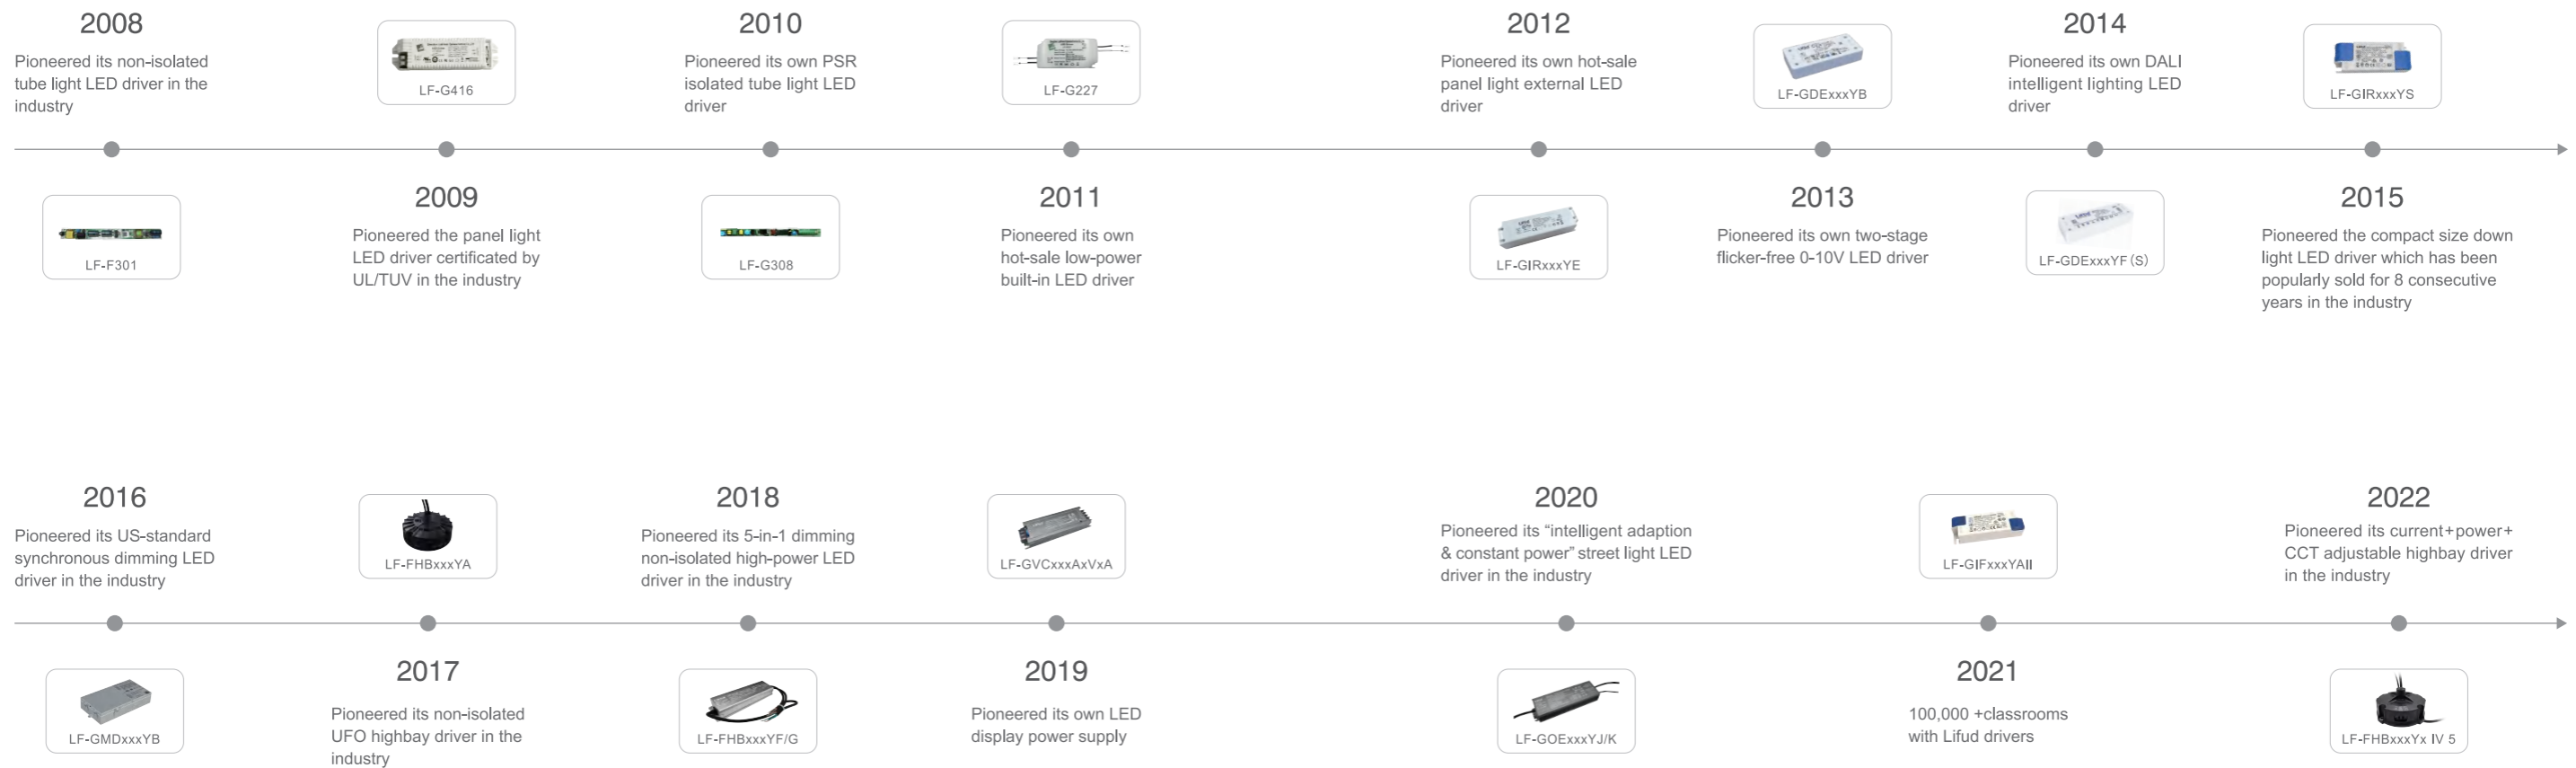 2008
Pioneered its non-isolated
tube light LED driver in the
industry
LF-F301
LF-G416
2009
Pioneered the panel light
LED driver certificated by
UL/TUV in the industry
2010
Pioneered its own PSR
isolated tube light LED
driver
LF-G308
LF-G227
2011
Pioneered its own
hot-sale low-power
built-in LED driver
2012
Pioneered its own hot-sale
panel light external LED
driver
LF-GIRxxxYE
LF-GDExxxYB
2013
Pioneered its own two-stage
flicker-free 0-10V LED driver
2014
Pioneered its own DALI
intelligent lighting LED
driver
LF-GDExxxYF (S)
LF-GIRxxxYS
2015
Pioneered the compact size down
light LED driver which has been
popularly sold for 8 consecutive
years in the industry
2016
Pioneered its US-standard
synchronous dimming LED
driver in the industry
LF-GMDxxxYB
LF-FHBxxxYA
2017
Pioneered its non-isolated
UFO highbay driver in the
industry
2018
Pioneered its 5-in-1 dimming
non-isolated high-power LED
driver in the industry
LF-FHBxxxYF/G
LF-GVCxxxAxVxA
2019
Pioneered its own LED
display power supply
2020
Pioneered its “intelligent adaption
& constant power” street light LED
driver in the industry
LF-GOExxxYJ/K
LF-GIFxxxYAII
2021
100,000 +classrooms
with Lifud drivers
2022
Pioneered its current+power+
CCT adjustable highbay driver
in the industry
LF-FHBxxxYx IV 5